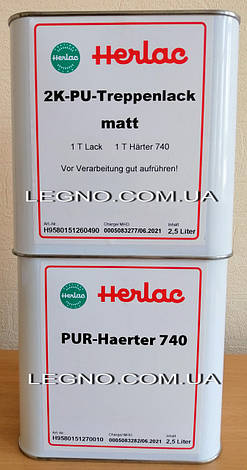 Herlac
Herlac
2K-PU-Treppenlack
matt
1 T Lack 1 T Härter 740
Vor Verarbeitung gut aufrühren!
LEGNO.COM.UA
Art.-Nr. Charge/MHD Inhalt
H9580151260490 0005083277/06.2021 2,5 Liter
Herlac
Herlac
PUR-Haerter 740
LEGNO.COM.UA
Art.-Nr. Charge/MHD Inhalt
H9580151270010 0005083282/06.2021 2,5 Liter